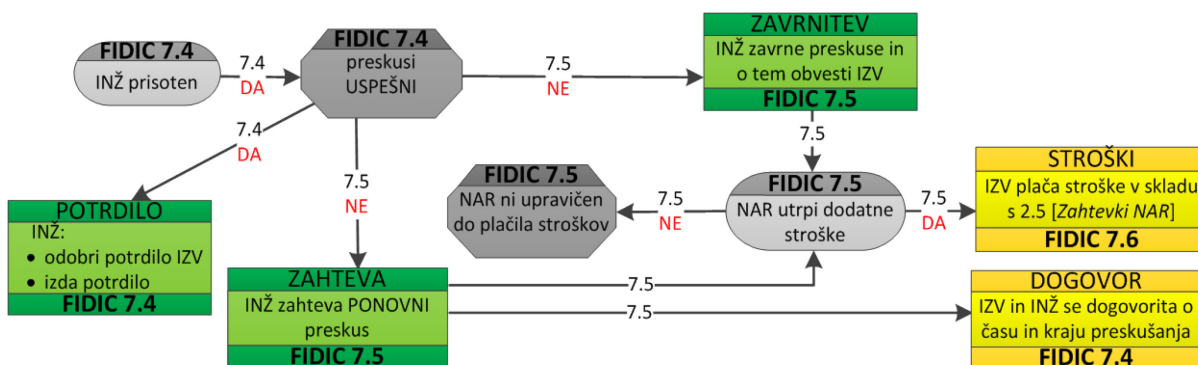 FIDIC 7.4
INŽ prisoten
7.4
DA
FIDIC 7.4
preskusi
USPEŠNI
7.5
NE
ZAVRNITEV
INŽ zavrne preskuse in
o tem obvesti IZV
FIDIC 7.5
7.4
DA
7.5
NE
7.5
POTRDILO
INŽ:
• odobri potrdilo IZV
• izda potrdilo
FIDIC 7.4
FIDIC 7.5
NAR ni upravičen
do plačila stroškov
7.5
NE
FIDIC 7.5
NAR utrpi dodatne
stroške
7.5
DA
STROŠKI
IZV plača stroške v skladu
s 2.5 [Zahtevki NAR]
FIDIC 7.6
ZAHTEVA
INŽ zahteva PONOVNI
preskus
FIDIC 7.5
7.5
7.5
DOGOVOR
IZV in INŽ se dogovorita o
času in kraju preskušanja
FIDIC 7.4